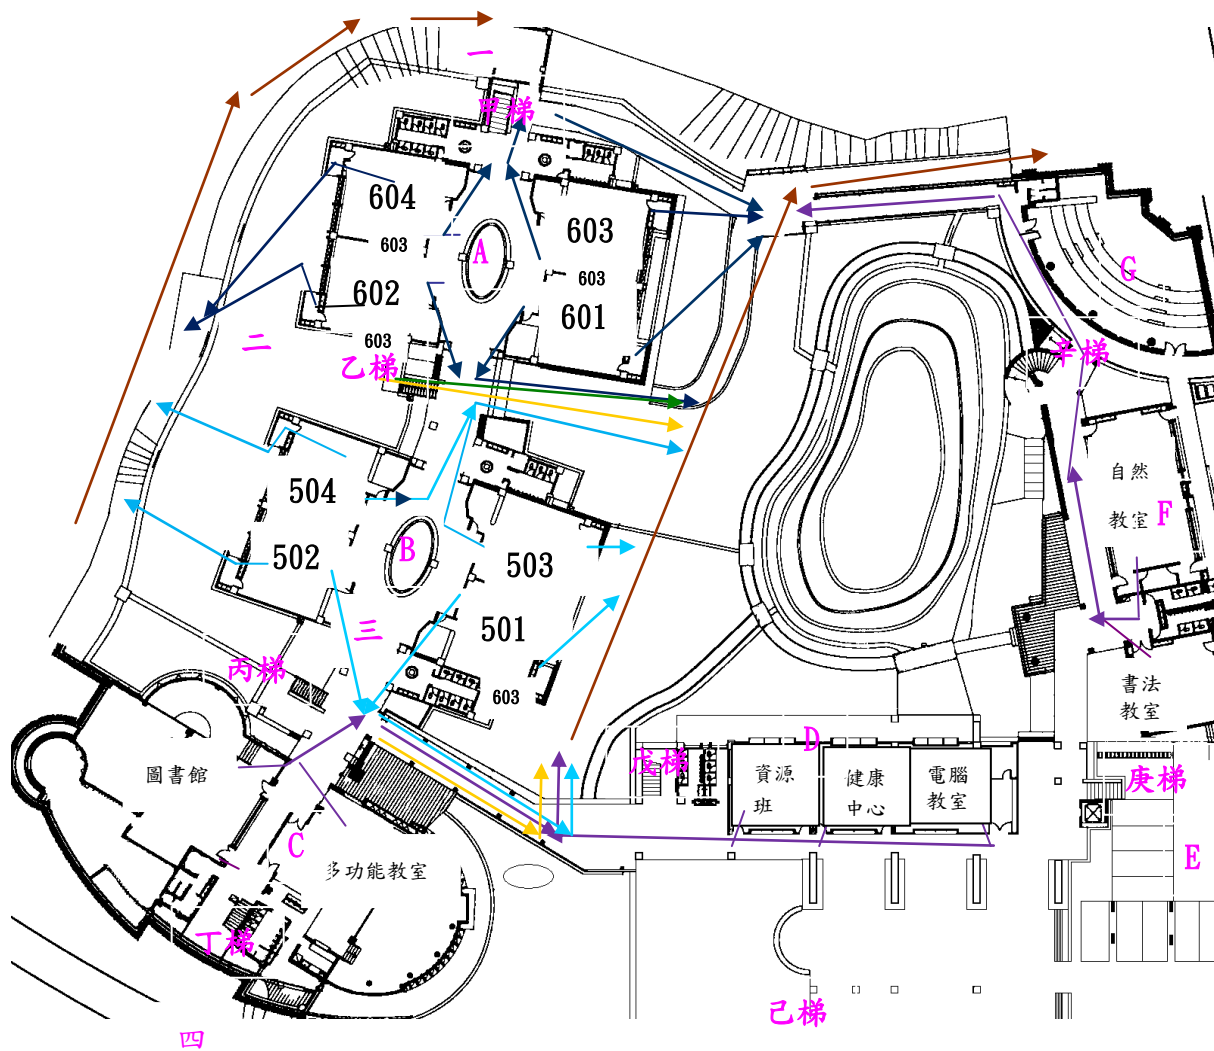 一
甲梯
604
603
603
A
G
603
603
602
601
二
603
乙梯
辛梯
自然
教室
504
F
B
503
502
501
三
丙梯
603
書法
教室
D
圖書館
戊梯
資源
班
健康
中心
電腦
教室
庚梯
C
E
多功能教室
丁梯
己梯
四